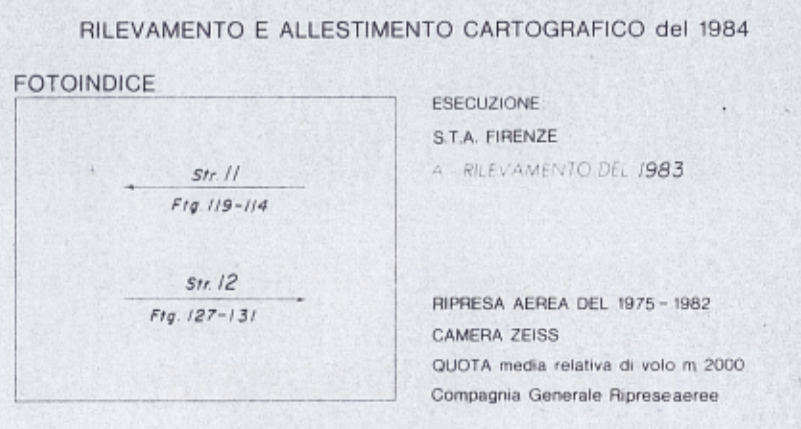 RILEVAMENTO E ALLESTIMENTO CARTOGRAFICO del 1984
FOTOINDICE
Str. 11
Ftg. 119-114
Str. 12
Ftg. 127-131
ESECUZIONE
S.T.A. FIRENZE
A - RILEVAMENTO DEL 1983
RIPRESA AEREA DEL 1975 - 1982
CAMERA ZEISS
QUOTA media relativa di volo m 2000
Compagnia Generale Ripreseaeree